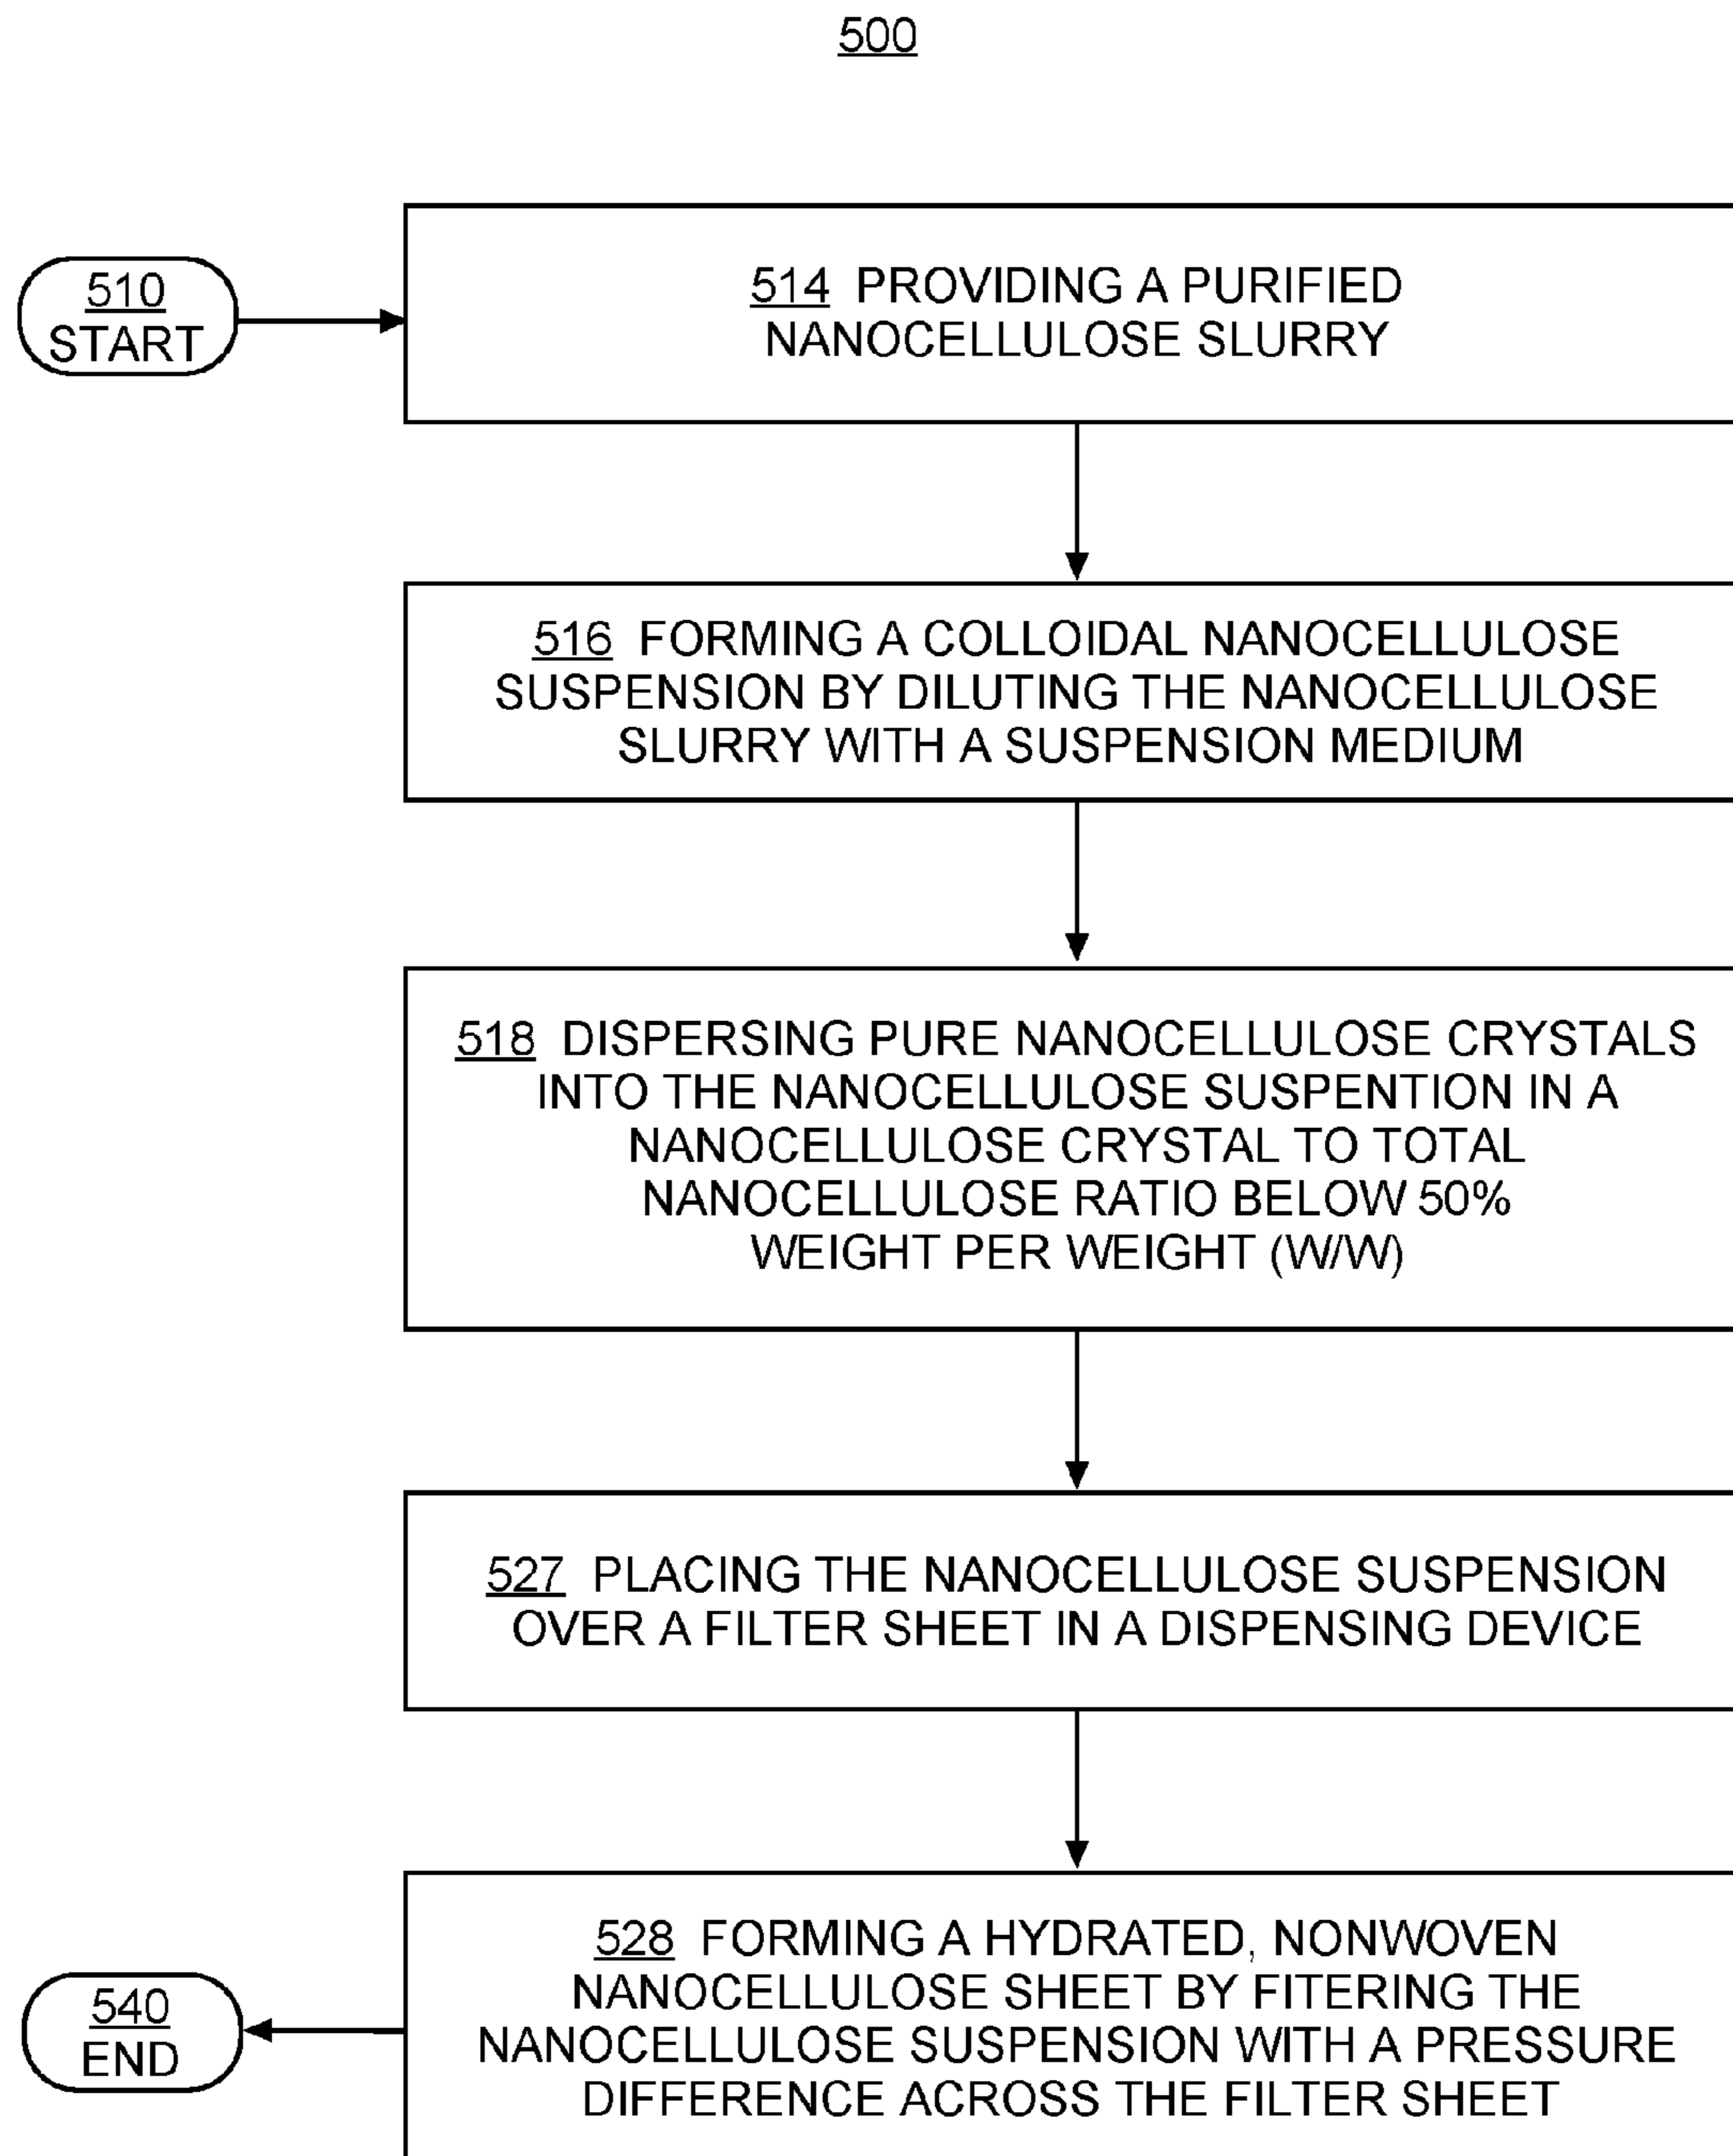 500
510
START
514 PROVIDING A PURIFIED
NANOCELLULOSE SLURRY
516 FORMING A COLLOIDAL NANOCELLULOSE
SUSPENSION BY DILUTING THE NANOCELLULOSE
SLURRY WITH A SUSPENSION MEDIUM
518 DISPERSING PURE NANOCELLULOSE CRYSTALS
INTO THE NANOCELLULOSE SUSPENTION IN A
NANOCELLULOSE CRYSTAL TO TOTAL
NANOCELLULOSE RATIO BELOW 50%
WEIGHT PER WEIGHT (W/W)
527 PLACING THE NANOCELLULOSE SUSPENSION
OVER A FILTER SHEET IN A DISPENSING DEVICE
528 FORMING A HYDRATED, NONWOVEN
NANOCELLULOSE SHEET BY FITERING THE
NANOCELLULOSE SUSPENSION WITH A PRESSURE
DIFFERENCE ACROSS THE FILTER SHEET
540
END